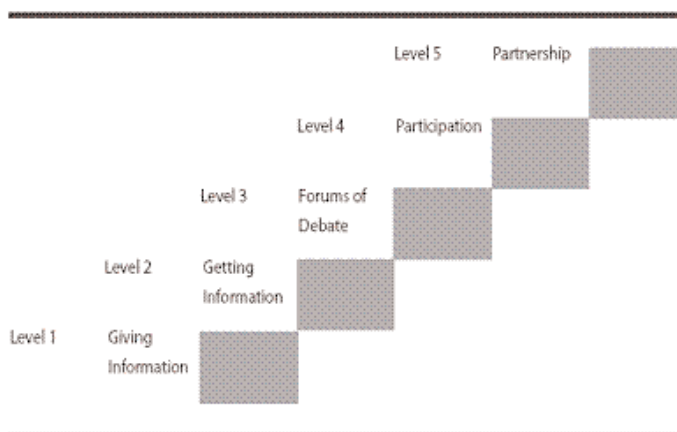 Level 5 Partnership
Level 4 Participation
Level 3 Forums of
Debate
Level 2 Getting
Information
Level 1 Giving
Information